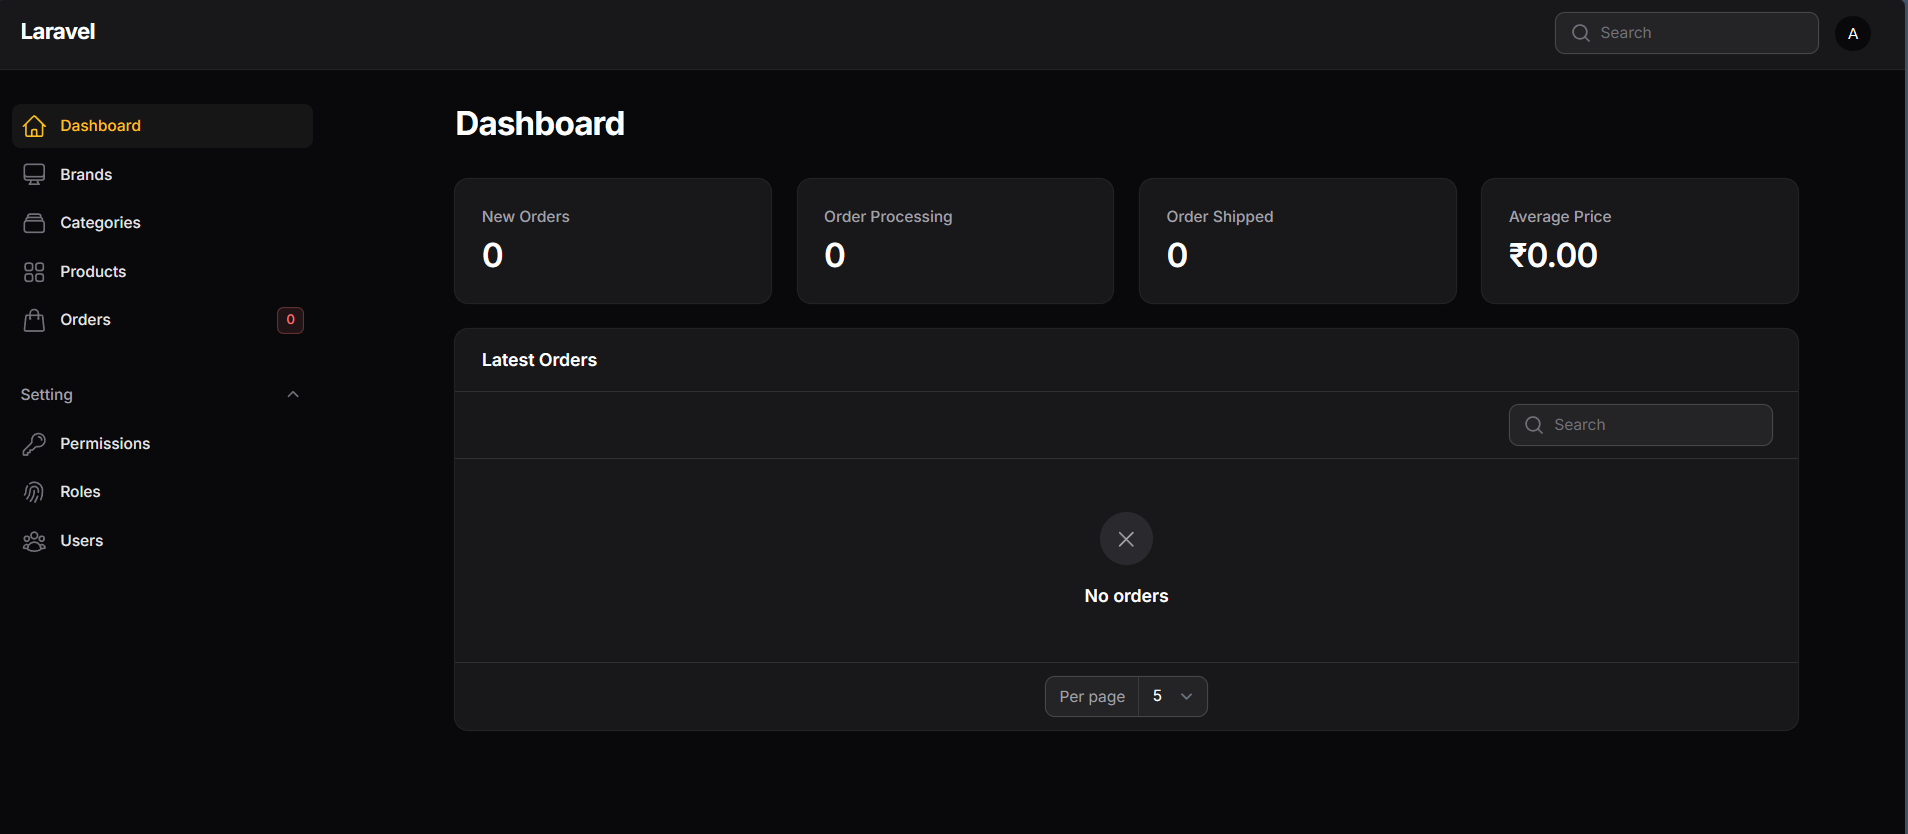 Laravel
Search
A
Dashboard
Brands
Categories
Products
Orders
0
Setting
Permissions
Roles
Users
Dashboard
New Orders
0
Order Processing
0
Order Shipped
0
Average Price
₹0.00
Latest Orders
Search
No orders
Per page 5